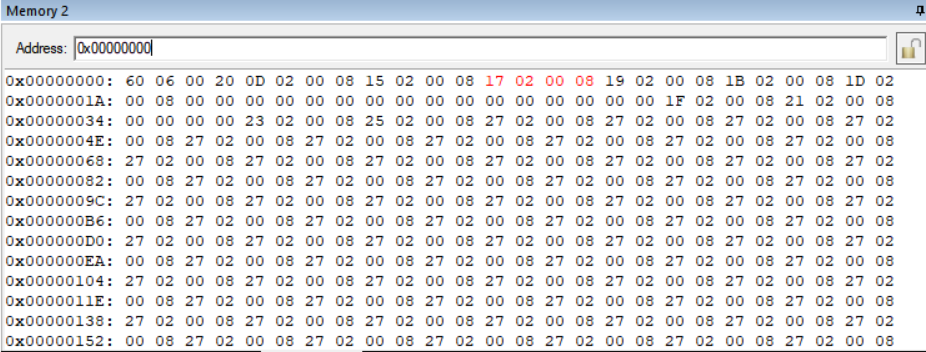 Memory 2
Address: 0x00000000
0x00000000: 60 06 00 20 0D 02 00 08 15 02 00 08 17 02 00 08 19 02 00 08 1B 02 00 08 1D 02
0x0000001A: 00 08 00 00 00 00 00 00 00 00 00 00 00 00 00 00 00 00 1F 02 00 08 21 02 00 08
0x00000034: 00 00 00 00 23 02 00 08 25 02 00 08 27 02 00 08 27 02 00 08 27 02 00 08 27 02
0x0000004E: 00 08 27 02 00 08 27 02 00 08 27 02 00 08 27 02 00 08 27 02 00 08 27 02 00 08
0x00000068: 27 02 00 08 27 02 00 08 27 02 00 08 27 02 00 08 27 02 00 08 27 02 00 08 27 02
0x00000082: 00 08 27 02 00 08 27 02 00 08 27 02 00 08 27 02 00 08 27 02 00 08 27 02 00 08
0x0000009C: 27 02 00 08 27 02 00 08 27 02 00 08 27 02 00 08 27 02 00 08 27 02 00 08 27 02
0x000000B6: 00 08 27 02 00 08 27 02 00 08 27 02 00 08 27 02 00 08 27 02 00 08 27 02 00 08
0x000000D0: 27 02 00 08 27 02 00 08 27 02 00 08 27 02 00 08 27 02 00 08 27 02 00 08 27 02
0x000000EA: 00 08 27 02 00 08 27 02 00 08 27 02 00 08 27 02 00 08 27 02 00 08 27 02 00 08
0x00000104: 27 02 00 08 27 02 00 08 27 02 00 08 27 02 00 08 27 02 00 08 27 02 00 08 27 02
0x0000011E: 00 08 27 02 00 08 27 02 00 08 27 02 00 08 27 02 00 08 27 02 00 08 27 02 00 08
0x00000138: 27 02 00 08 27 02 00 08 27 02 00 08 27 02 00 08 27 02 00 08 27 02 00 08 27 02
0x00000152: 00 08 27 02 00 08 27 02 00 08 27 02 00 08 27 02 00 08 27 02 00 08 27 02 00 08